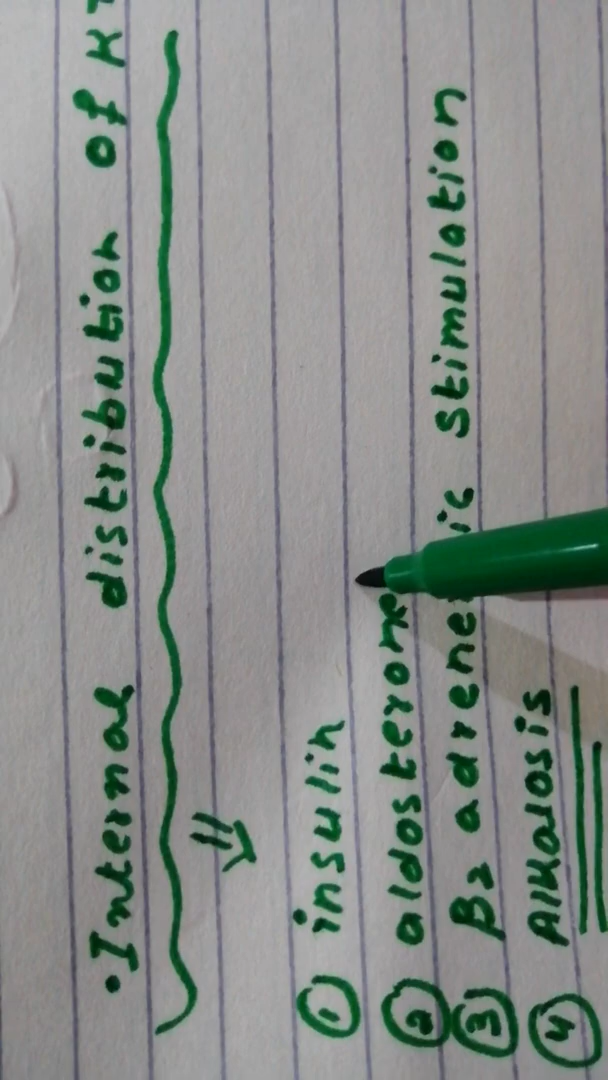 • Internal distribution of K+
① insulin
② aldosterone
③ β2 adrenergic stimulation
④ Alkalosis